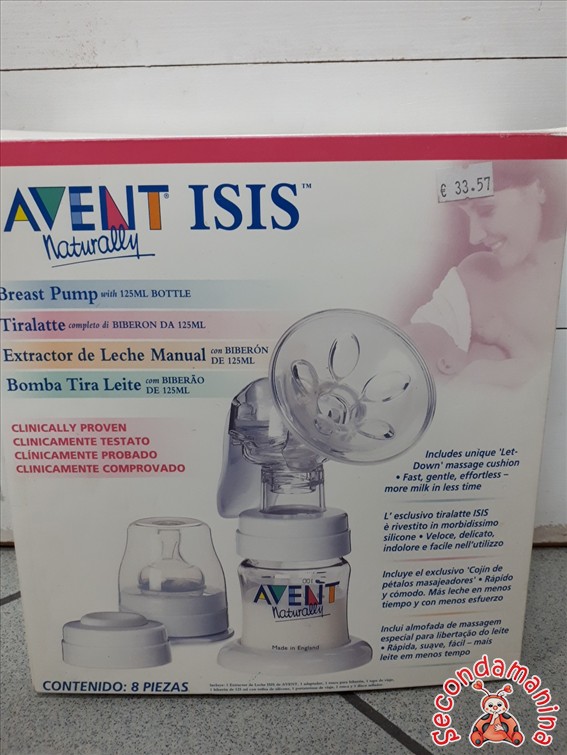 € 33.57
AVENT ISIS™
Naturally
Breast Pump with 125ML BOTTLE
Tiralatte completo di BIBERON DA 125ML
Extractor de Leche Manual con BIBERÓN DE 125ML
Bomba Tira Leite com BIBERÃO DE 125ML
CLINICALLY PROVEN
CLINICAMENTE TESTATO
CLÍNICAMENTE PROBADO
CLINICAMENTE COMPROVADO
Includes unique 'Let-
Down' massage cushion
• Fast, gentle, effortless –
more milk in less time
L' esclusivo tiralatte ISIS
è rivestito in morbidissimo
silicone • Veloce, delicato,
indolore e facile nell'utilizzo
Incluye el exclusivo 'Cojin de
pétalos masajeadores' • Rápido
y cómodo. Más leche en menos
tiempo y con menos esfuerzo
Inclui almofada de massagem
especial para libertação do leite
• Rápida, suave, fácil – mais
leite em menos tempo
100
AVENT
Naturally
Made in England
CONTENIDO: 8 PIEZAS
Secondamanina